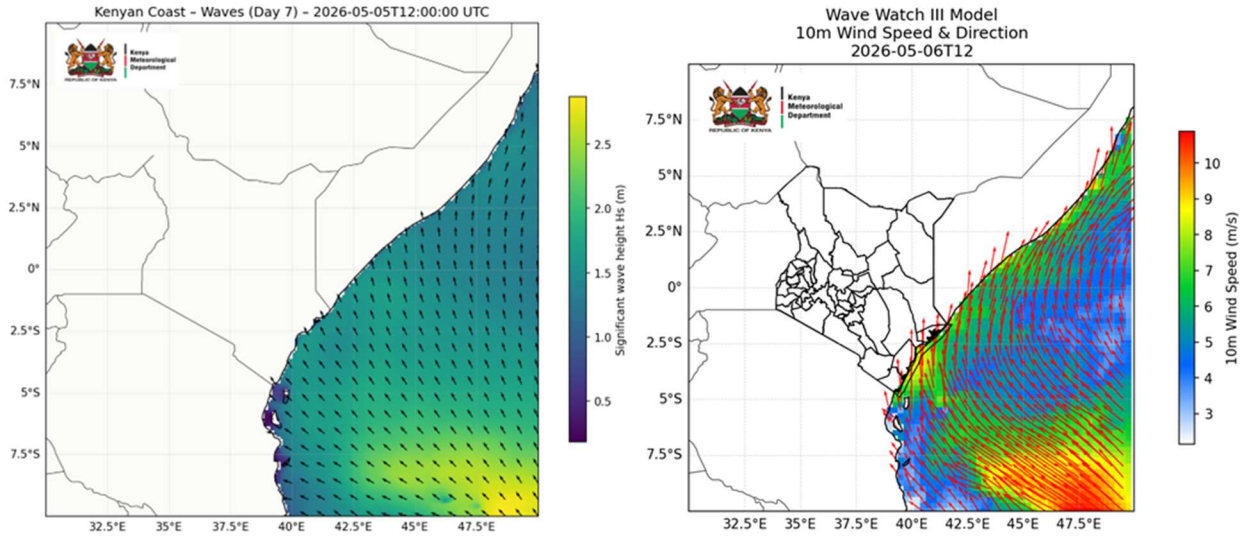 Kenyan Coast – Waves (Day 7) – 2026-05-05T12:00:00 UTC
Kenya
Meteorological
Department
REPUBLIC OF KENYA
7.5°N
5°N
2.5°N
0°
2.5°S
5°S
7.5°S
32.5°E
35°E
37.5°E
40°E
42.5°E
45°E
47.5°E
2.5
2.0
1.5
1.0
0.5
Significant wave height Hs (m)
Wave Watch III Model
10m Wind Speed & Direction
2026-05-06T12
Kenya
Meteorological
Department
REPUBLIC OF KENYA
7.5°N
5°N
2.5°N
0°
2.5°S
5°S
7.5°S
32.5°E
35°E
37.5°E
40°E
42.5°E
45°E
47.5°E
10
9
8
7
6
5
4
3
10m Wind Speed (m/s)